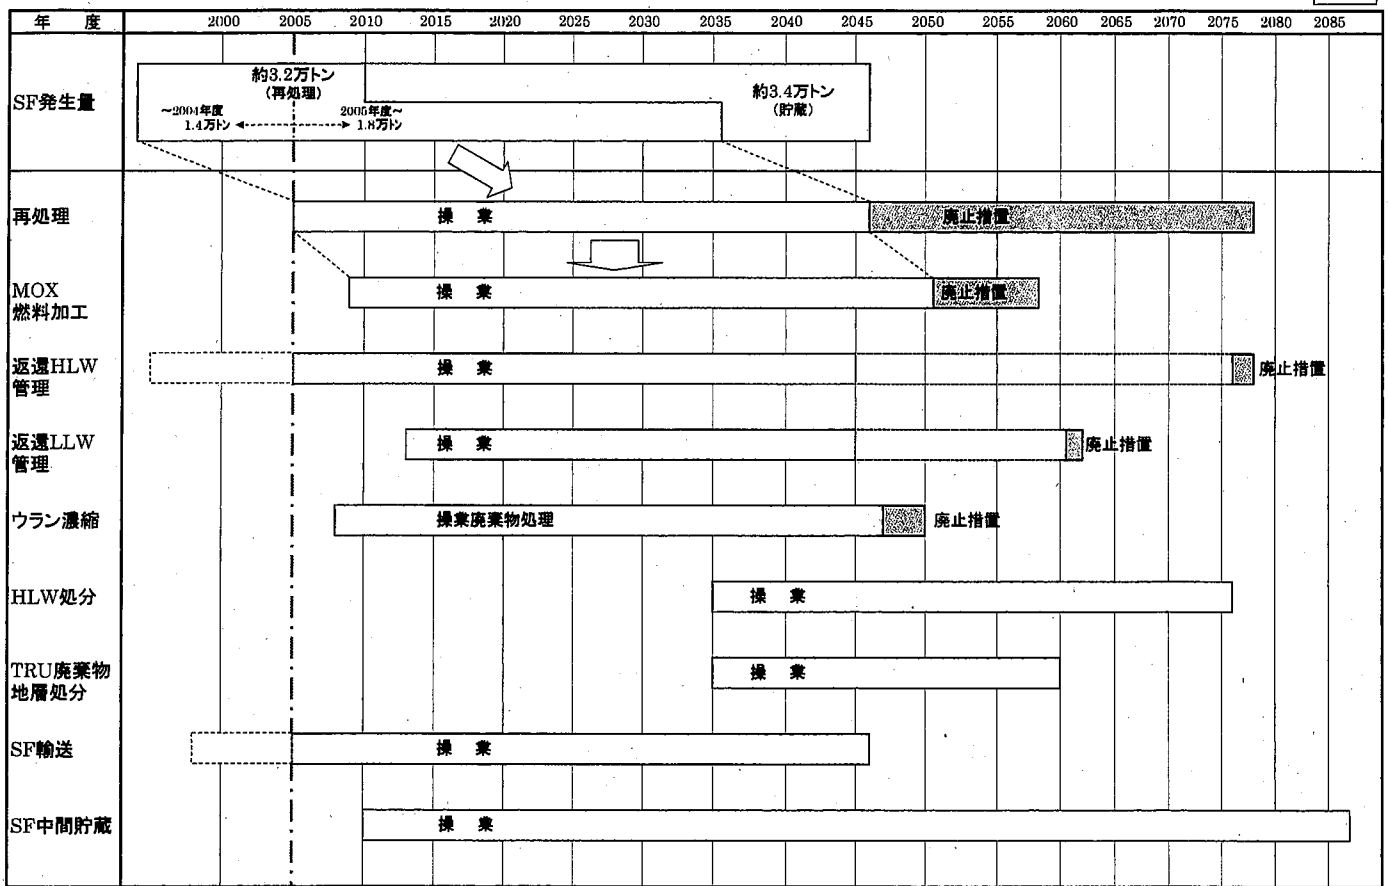 年 度 2000 2005 2010 2015 2020 2025 2030 2035 2040 2045 2050 2055 2060 2065 2070 2075 2080 2085
SF発生量
約3.2万トン
(再処理)
～2004年度
1.4万トン
2005年度～
1.8万トン
約3.4万トン
(貯蔵)
再処理
操 業
廃止措置
MOX
燃料加工
操 業
廃止措置
返還HLW
管理
操 業
廃止措置
返還LLW
管理
操 業
廃止措置
ウラン濃縮
操業廃棄物処理
廃止措置
HLW処分
操 業
TRU廃棄物
地層処分
操 業
SF輸送
操 業
SF中間貯蔵
操 業